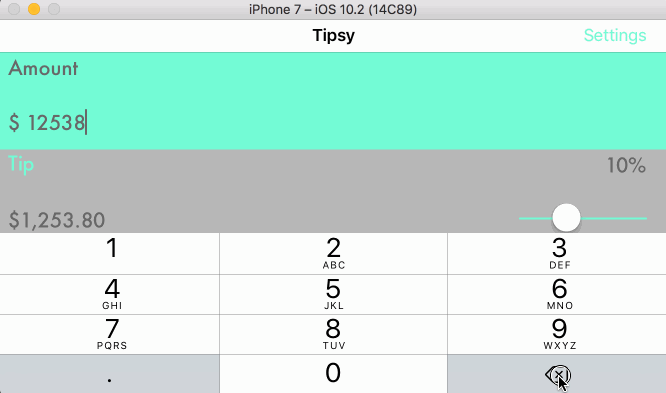 iPhone 7 – iOS 10.2 (14C89)
Tipsy Settings
Amount
$ 12538
Tip 10%
$1,253.80
1 2 3
ABC DEF
4 5 6
GHI JKL MNO
7 8 9
PQRS TUV WXYZ
. 0